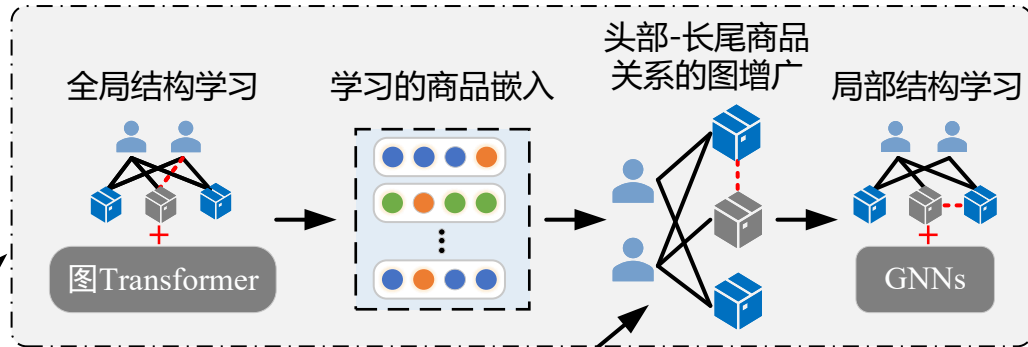 全局结构学习
学习的商品嵌入
头部-长尾商品
关系的图增广
局部结构学习
+
图Transformer
+
GNNs